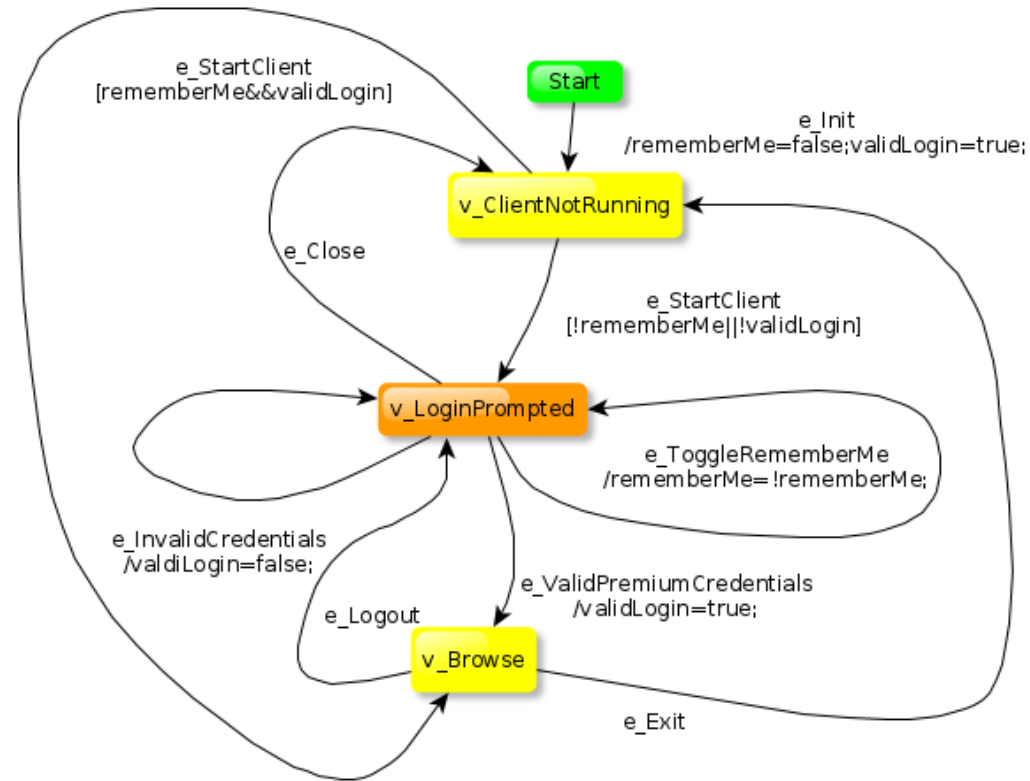 e_StartClient
[rememberMe&&validLogin]
Start
e_Init
/rememberMe=false;validLogin=true;
v_ClientNotRunning
e_Close
e_StartClient
[!rememberMe||!validLogin]
v_LoginPrompted
e_ToggleRememberMe
/rememberMe=!rememberMe;
e_InvalidCredentials
/valdiLogin=false;
e_ValidPremiumCredentials
/validLogin=true;
e_Logout
v_Browse
e_Exit